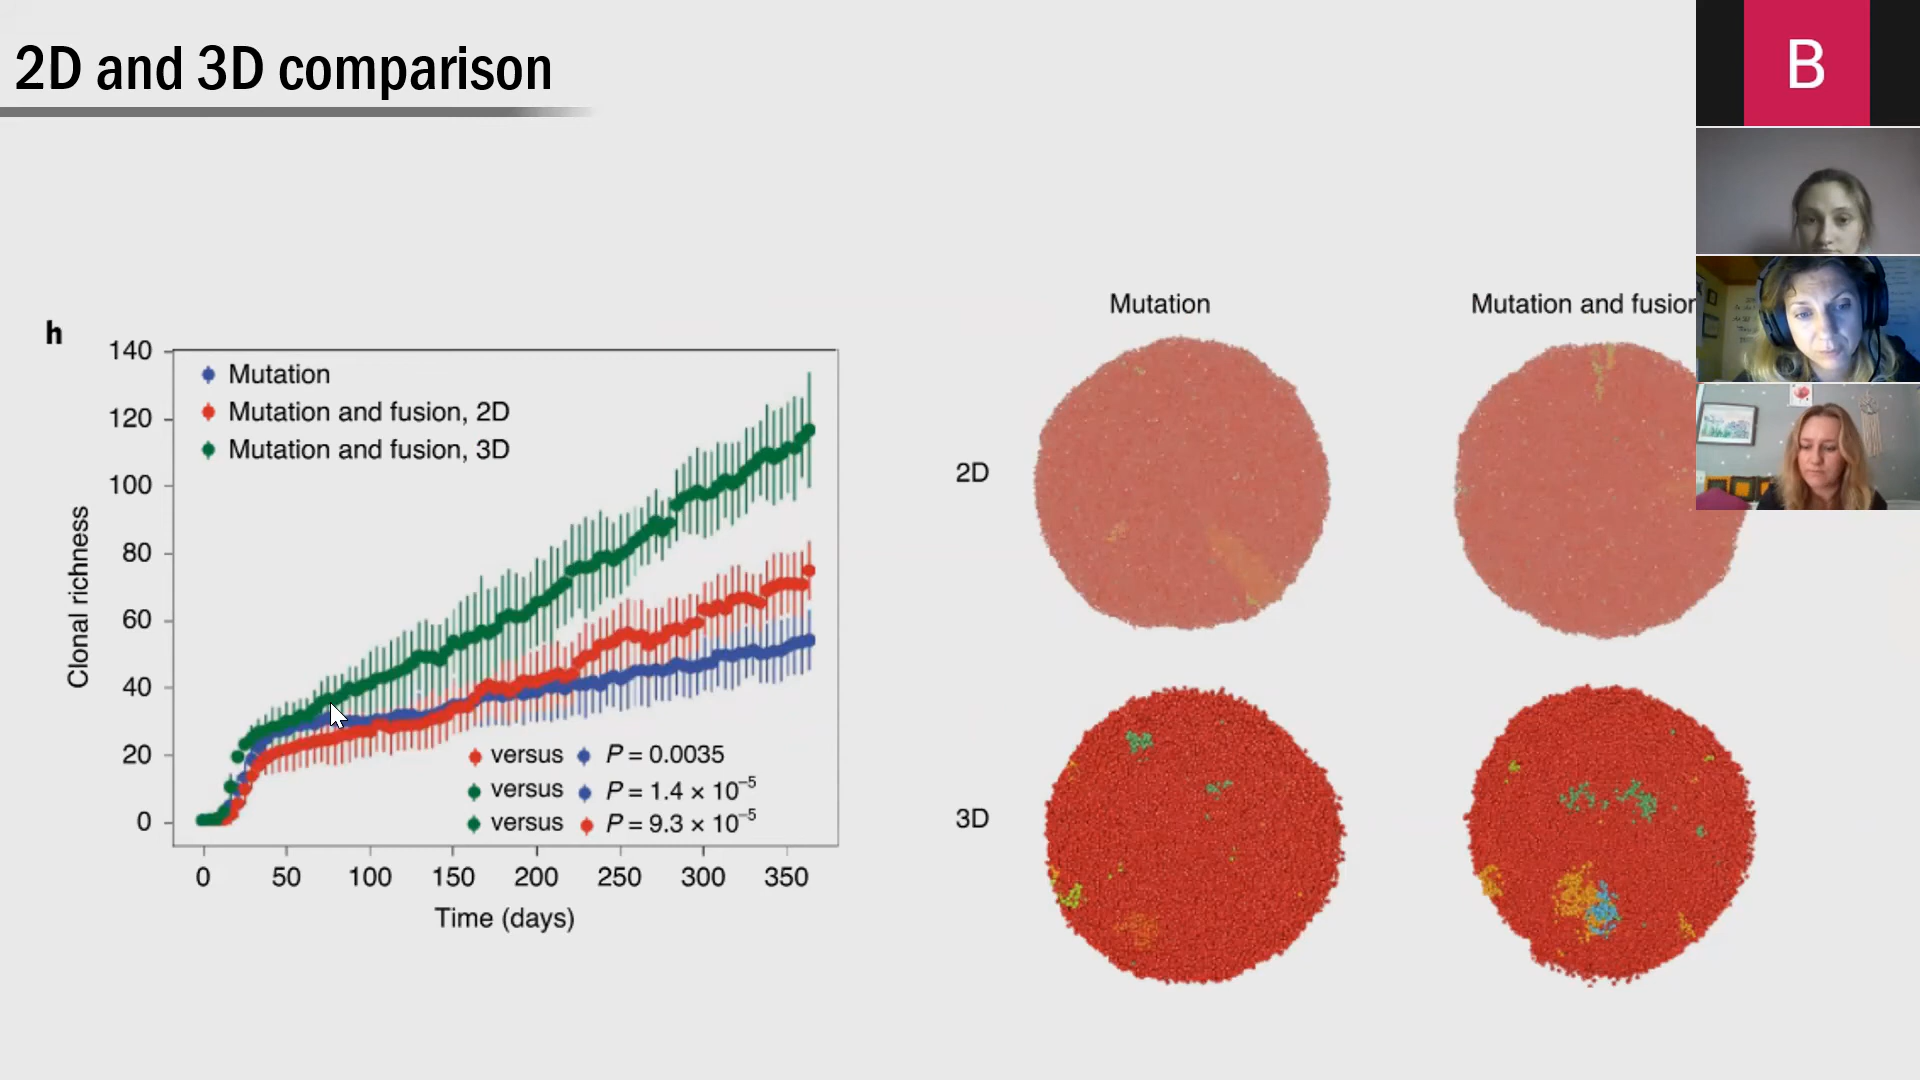 2D and 3D comparison
B
h
Mutation
Mutation and fusion, 2D
Mutation and fusion, 3D
140
120
100
80
60
40
20
0
Clonal richness
versus P = 0.0035
versus P = 1.4 × 10⁻⁵
versus P = 9.3 × 10⁻⁵
0 50 100 150 200 250 300 350
Time (days)
Mutation
Mutation and fusion
2D
3D